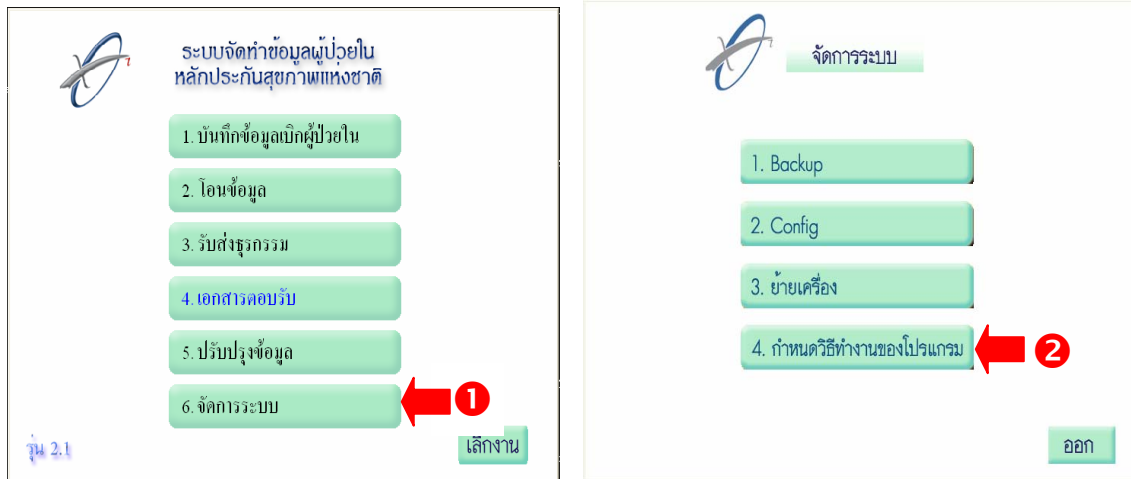 ระบบจัดทำข้อมูลผู้ป่วยใน
หลักประกันสุขภาพแห่งชาติ
1. บันทึกข้อมูลเบิกผู้ป่วยใน
2. โอนข้อมูล
3. รับส่งธุรกรรม
4. เอกสารตอบรับ
5. ปรับปรุงข้อมูล
6. จัดการระบบ
1
รุ่น 2.1
เลิกงาน
จัดการระบบ
1. Backup
2. Config
3. ย้ายเครื่อง
4. กำหนดวิธีทำงานของโปรแกรม
2
ออก